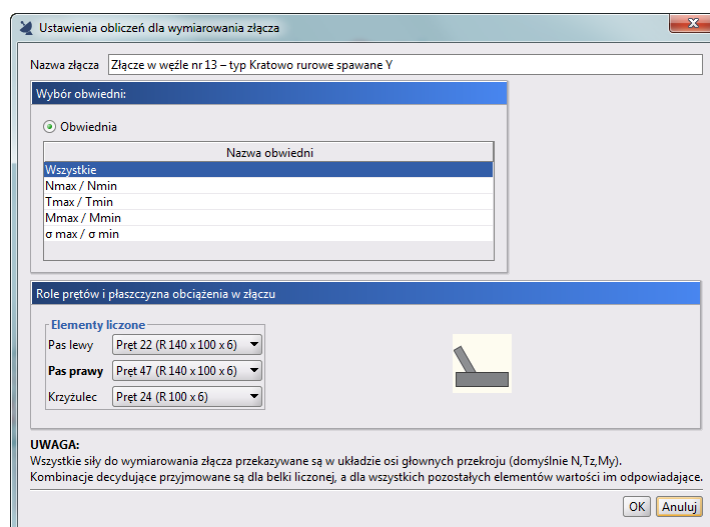 Ustawienia obliczeń dla wymiarowania złącza
Nazwa złącza Złącze w węźle nr 13 – typ Kratowo rurowe spawane Y
Wybór obwiedni:
Obwiednia
Nazwa obwiedni
Wszystkie
Nmax / Nmin
Tmax / Tmin
Mmax / Mmin
σ max / σ min
Role prętów i płaszczyzna obciążenia w złączu
Elementy liczone
Pas lewy Pręt 22 (R 140 x 100 x 6)
Pas prawy Pręt 47 (R 140 x 100 x 6)
Krzyżulec Pręt 24 (R 100 x 6)
UWAGA:
Wszystkie siły do wymiarowania złącza przekazywane są w układzie osi głownych przekroju (domyślnie N,Tz,My).
Kombinacje decydujące przyjmowane są dla belki liczonej, a dla wszystkich pozostałych elementów wartości im odpowiadające.
OK Anuluj